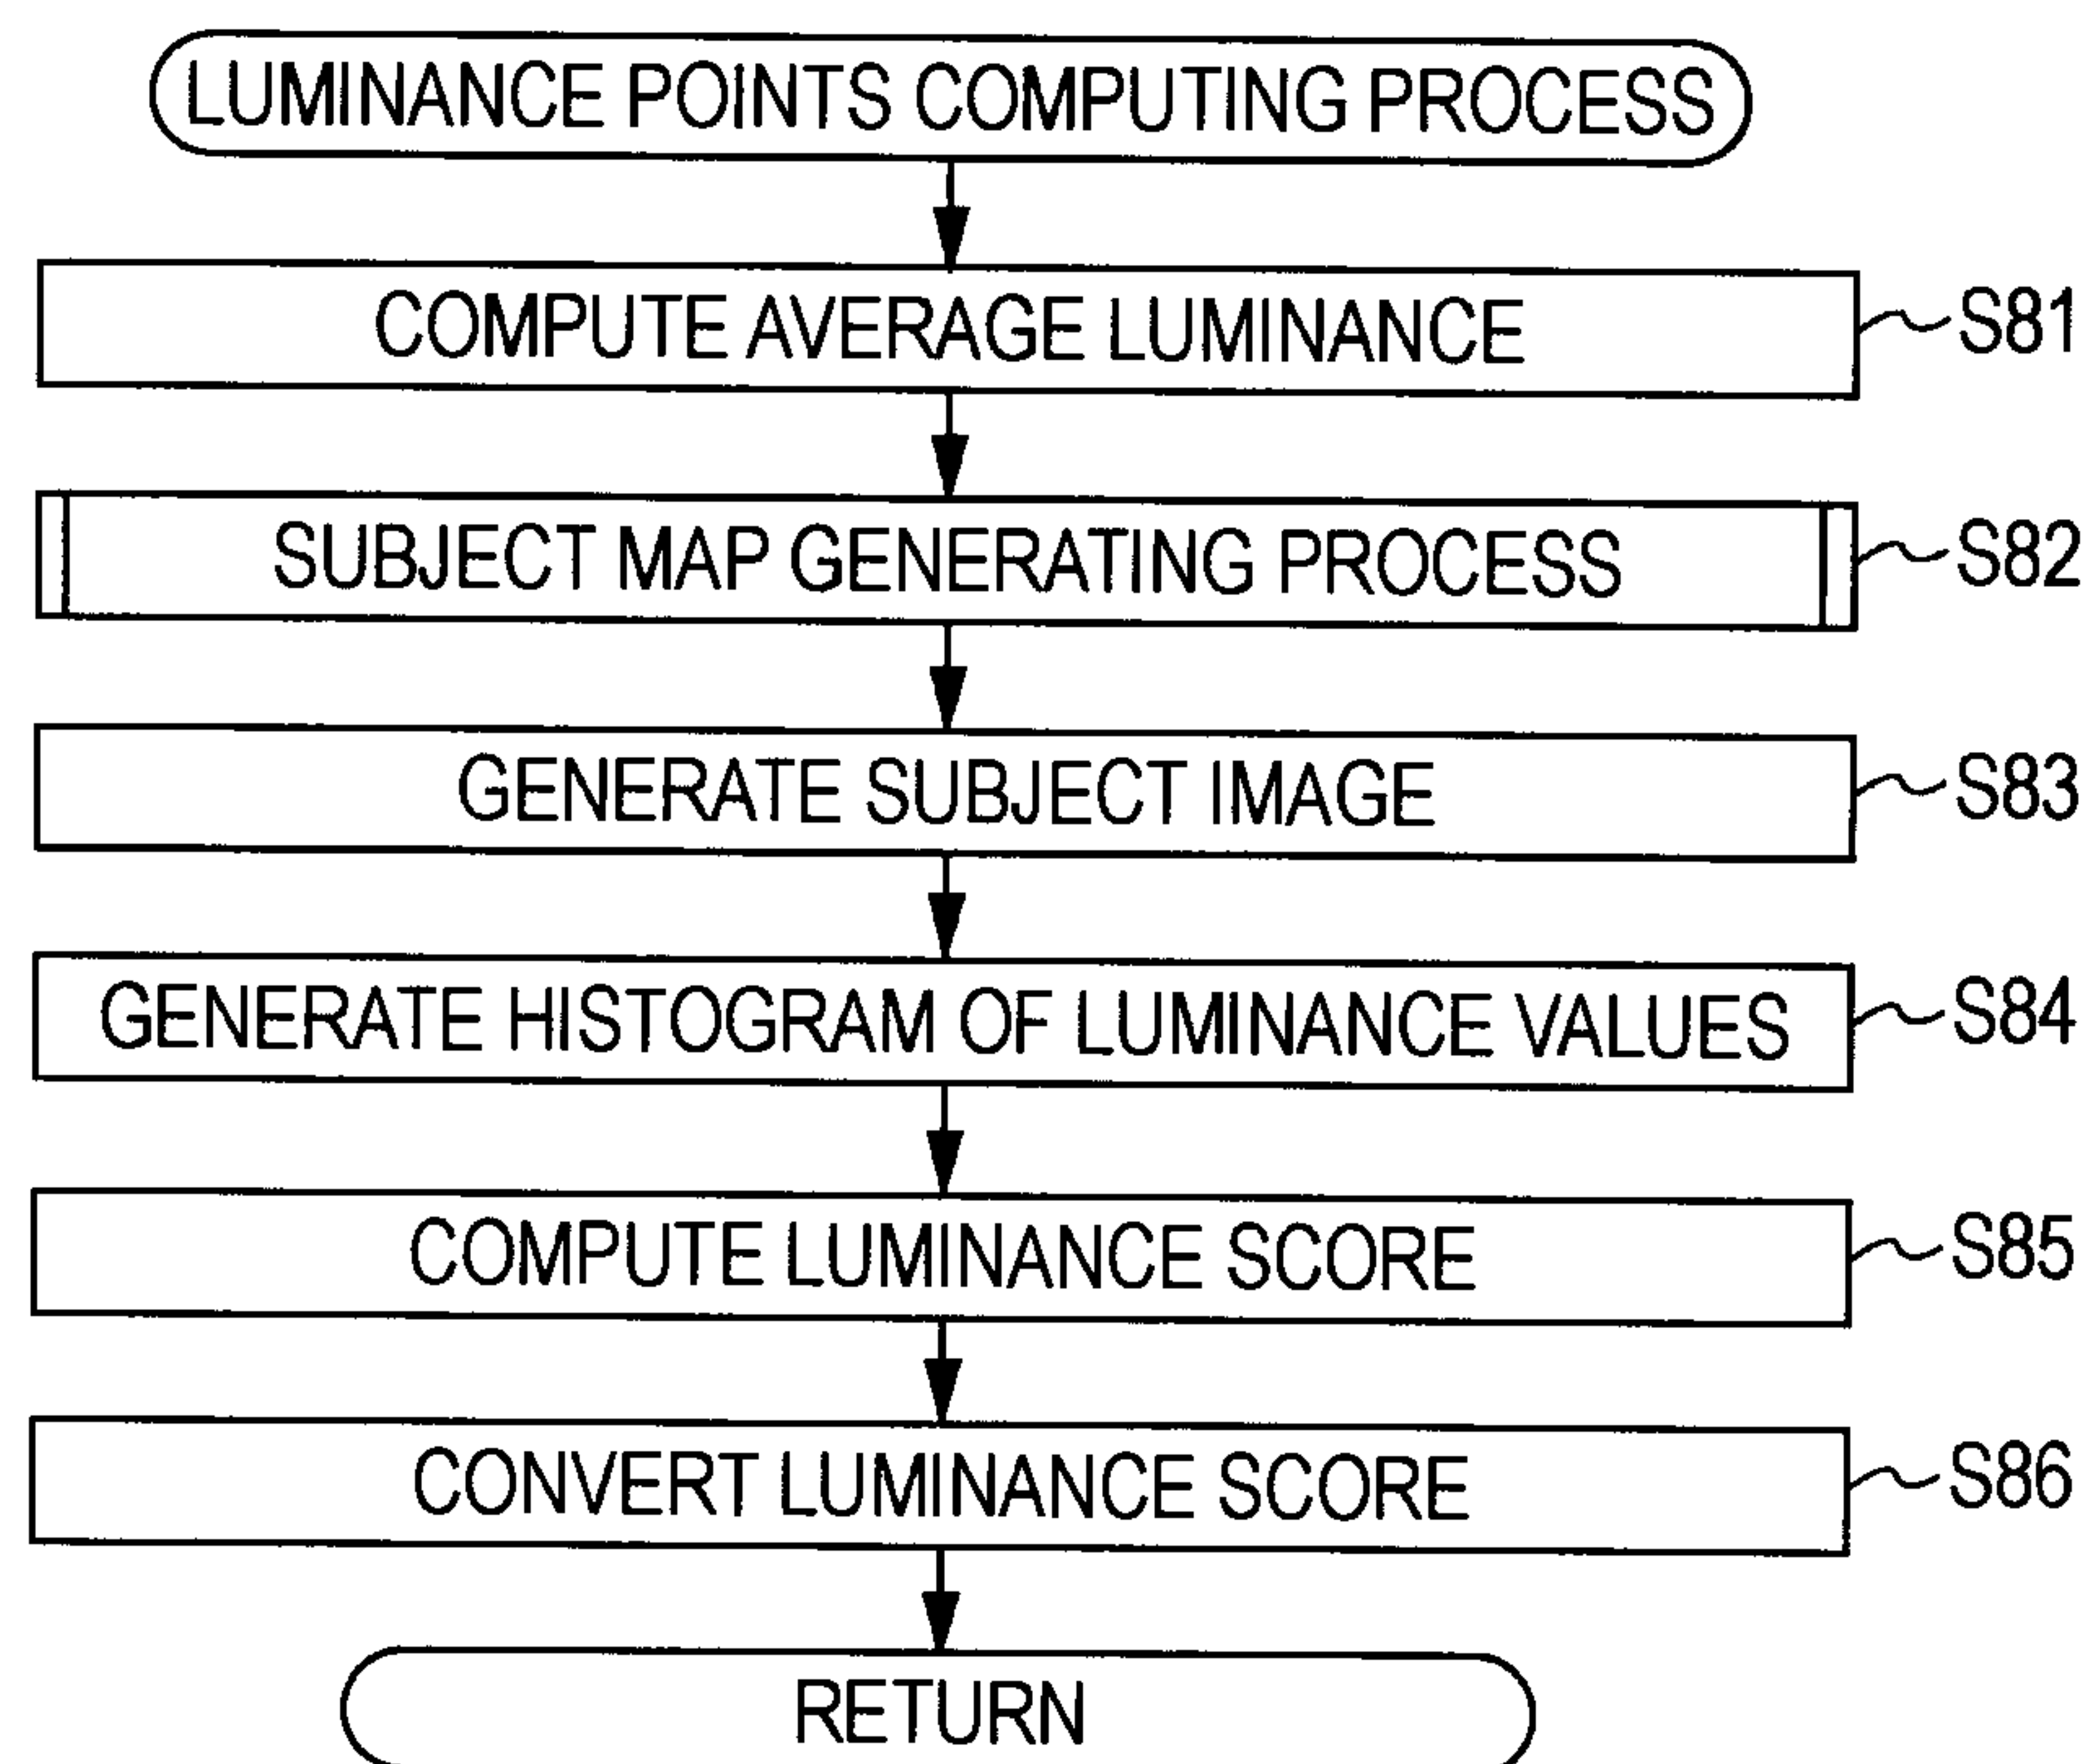 LUMINANCE POINTS COMPUTING PROCESS
COMPUTE AVERAGE LUMINANCE
S81
SUBJECT MAP GENERATING PROCESS
S82
GENERATE SUBJECT IMAGE
S83
GENERATE HISTOGRAM OF LUMINANCE VALUES
S84
COMPUTE LUMINANCE SCORE
S85
CONVERT LUMINANCE SCORE
S86
RETURN